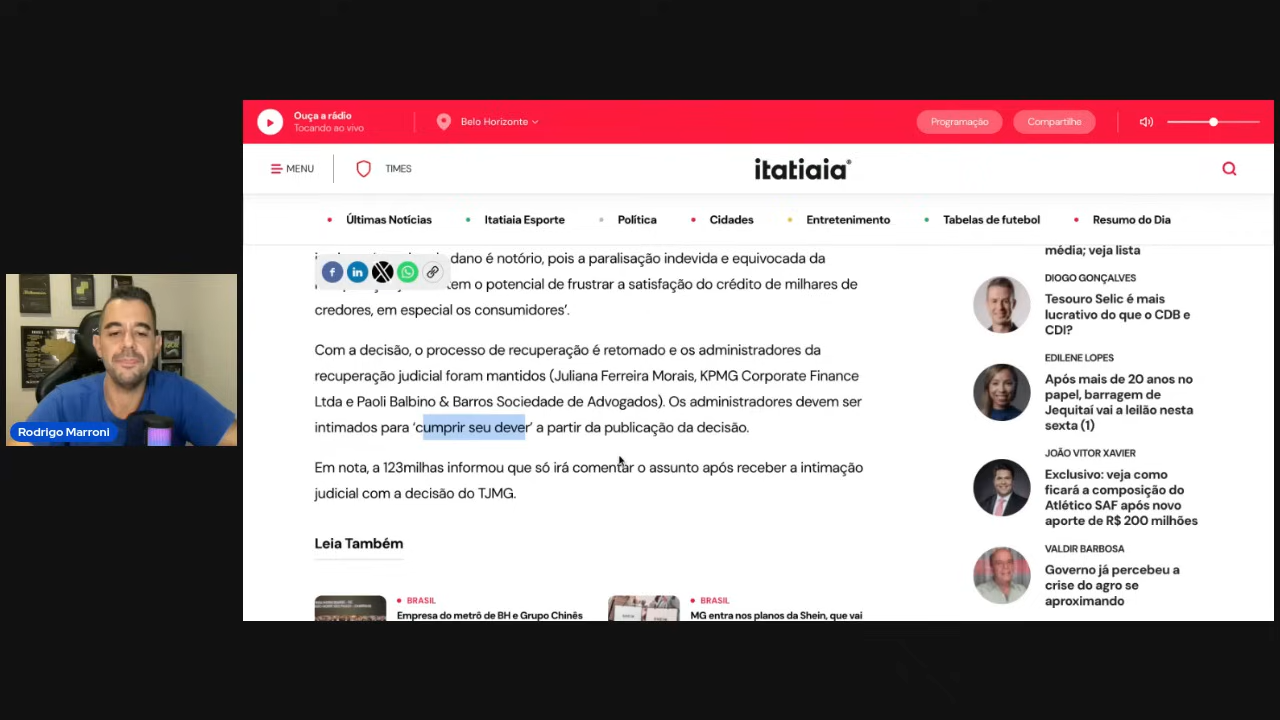 Ouça a rádio
Tocando ao vivo
Belo Horizonte
Programação
Compartilhe
MENU
TIMES
itatiaia
Últimas Notícias
Itatiaia Esporte
Política
Cidades
Entretenimento
Tabelas de futebol
Resumo do Dia
dano é notório, pois a paralisação indevida e equivocada da
tem o potencial de frustrar a satisfação do crédito de milhares de
credores, em especial os consumidores’.
Com a decisão, o processo de recuperação é retomado e os administradores da
recuperação judicial foram mantidos (Juliana Ferreira Morais, KPMG Corporate Finance
Ltda e Paoli Balbino & Barros Sociedade de Advogados). Os administradores devem ser
intimados para ‘cumprir seu dever’ a partir da publicação da decisão.
Em nota, a 123milhas informou que só irá comentar o assunto após receber a intimação
judicial com a decisão do TJMG.
Leia Também
BRASIL
Empresa do metrô de BH e Grupo Chinês
BRASIL
MG entra nos planos da Shein, que vai
média; veja lista
DIOGO GONÇALVES
Tesouro Selic é mais
lucrativo do que o CDB e
CDI?
EDILENE LOPES
Após mais de 20 anos no
papel, barragem de
Jequitaí vai a leilão nesta
sexta (1)
JOÃO VITOR XAVIER
Exclusivo: veja como
ficará a composição do
Atlético SAF após novo
aporte de R$ 200 milhões
VALDIR BARBOSA
Governo já percebeu a
crise do agro se
aproximando
Rodrigo Marroni